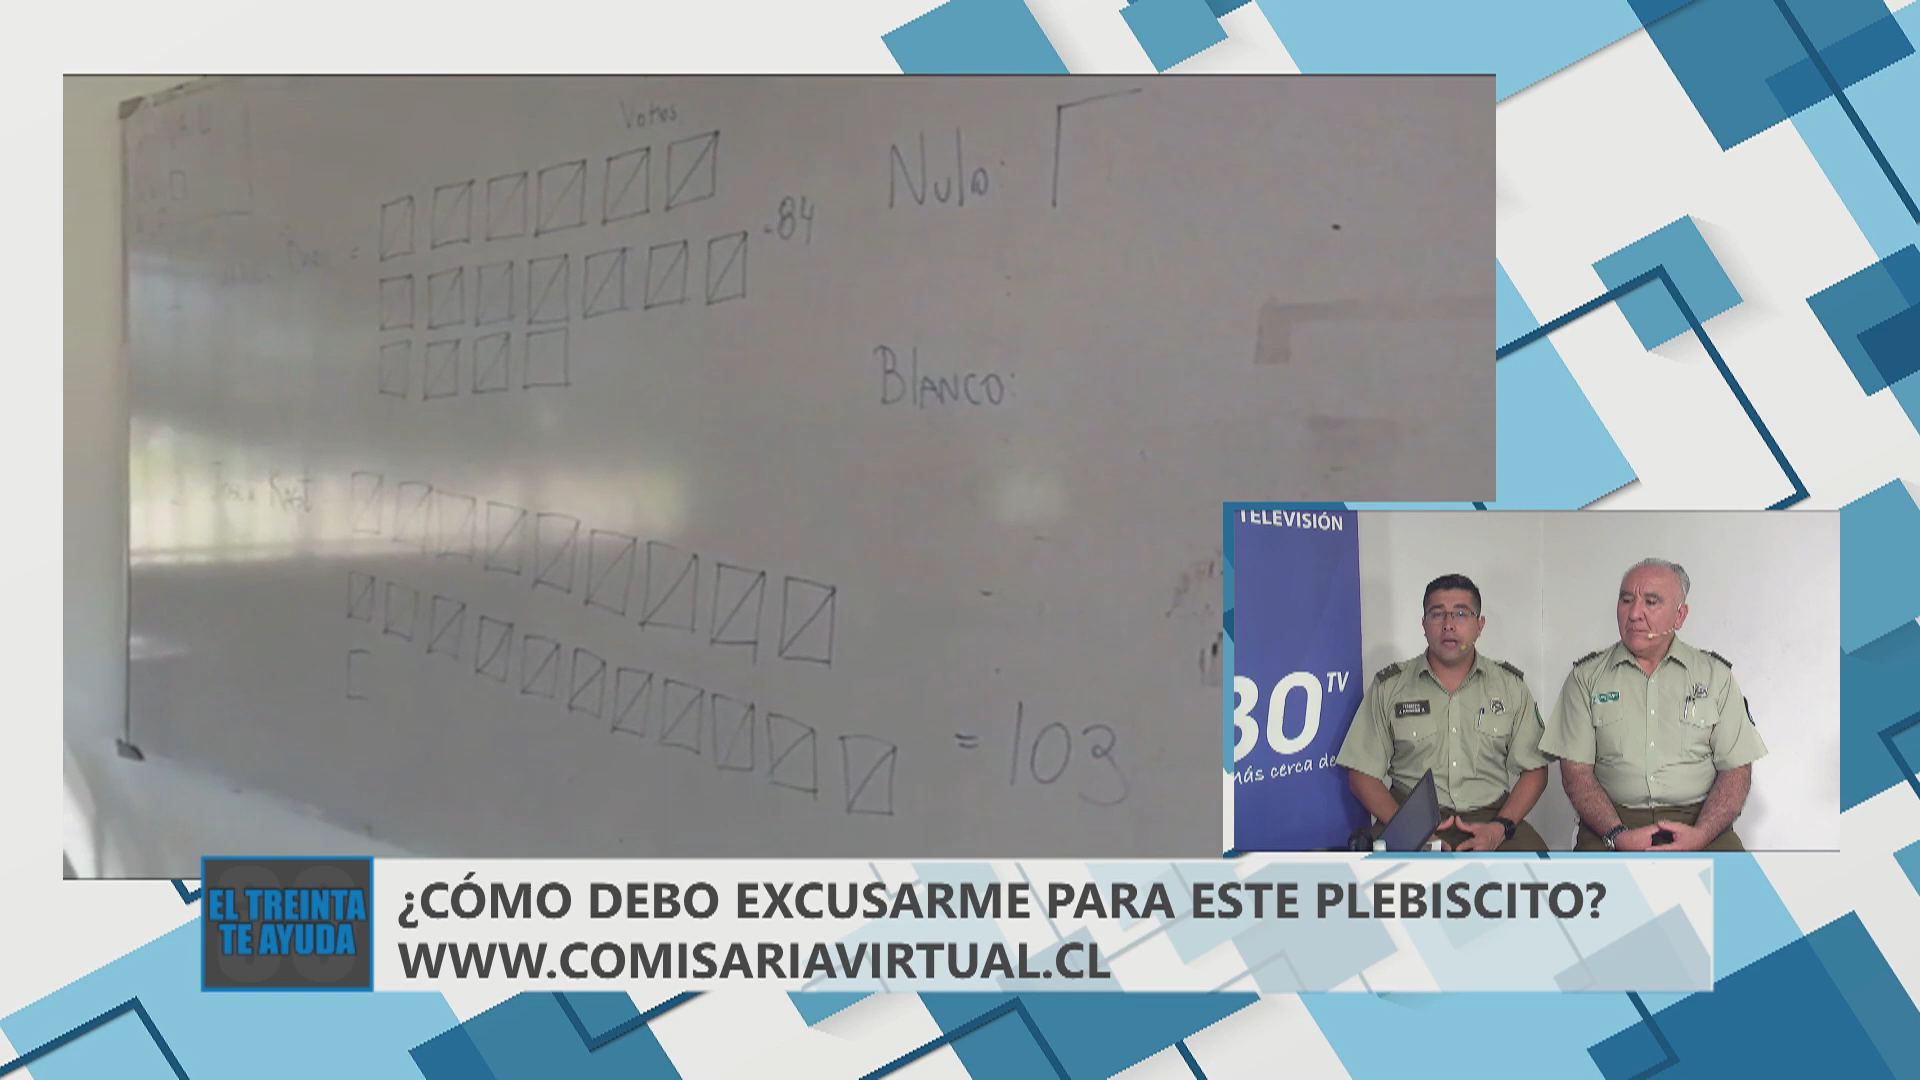 Votos
Nulo:
84
Blanco:
= 103
TELEVISIÓN
30 TV
más cerca de
EL TREINTA
TE AYUDA
¿CÓMO DEBO EXCUSARME PARA ESTE PLEBISCITO?
WWW.COMISARIAVIRTUAL.CL